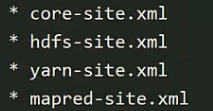 * core-site.xml
* hdfs-site.xml
* yarn-site.xml
* mapred-site.xml